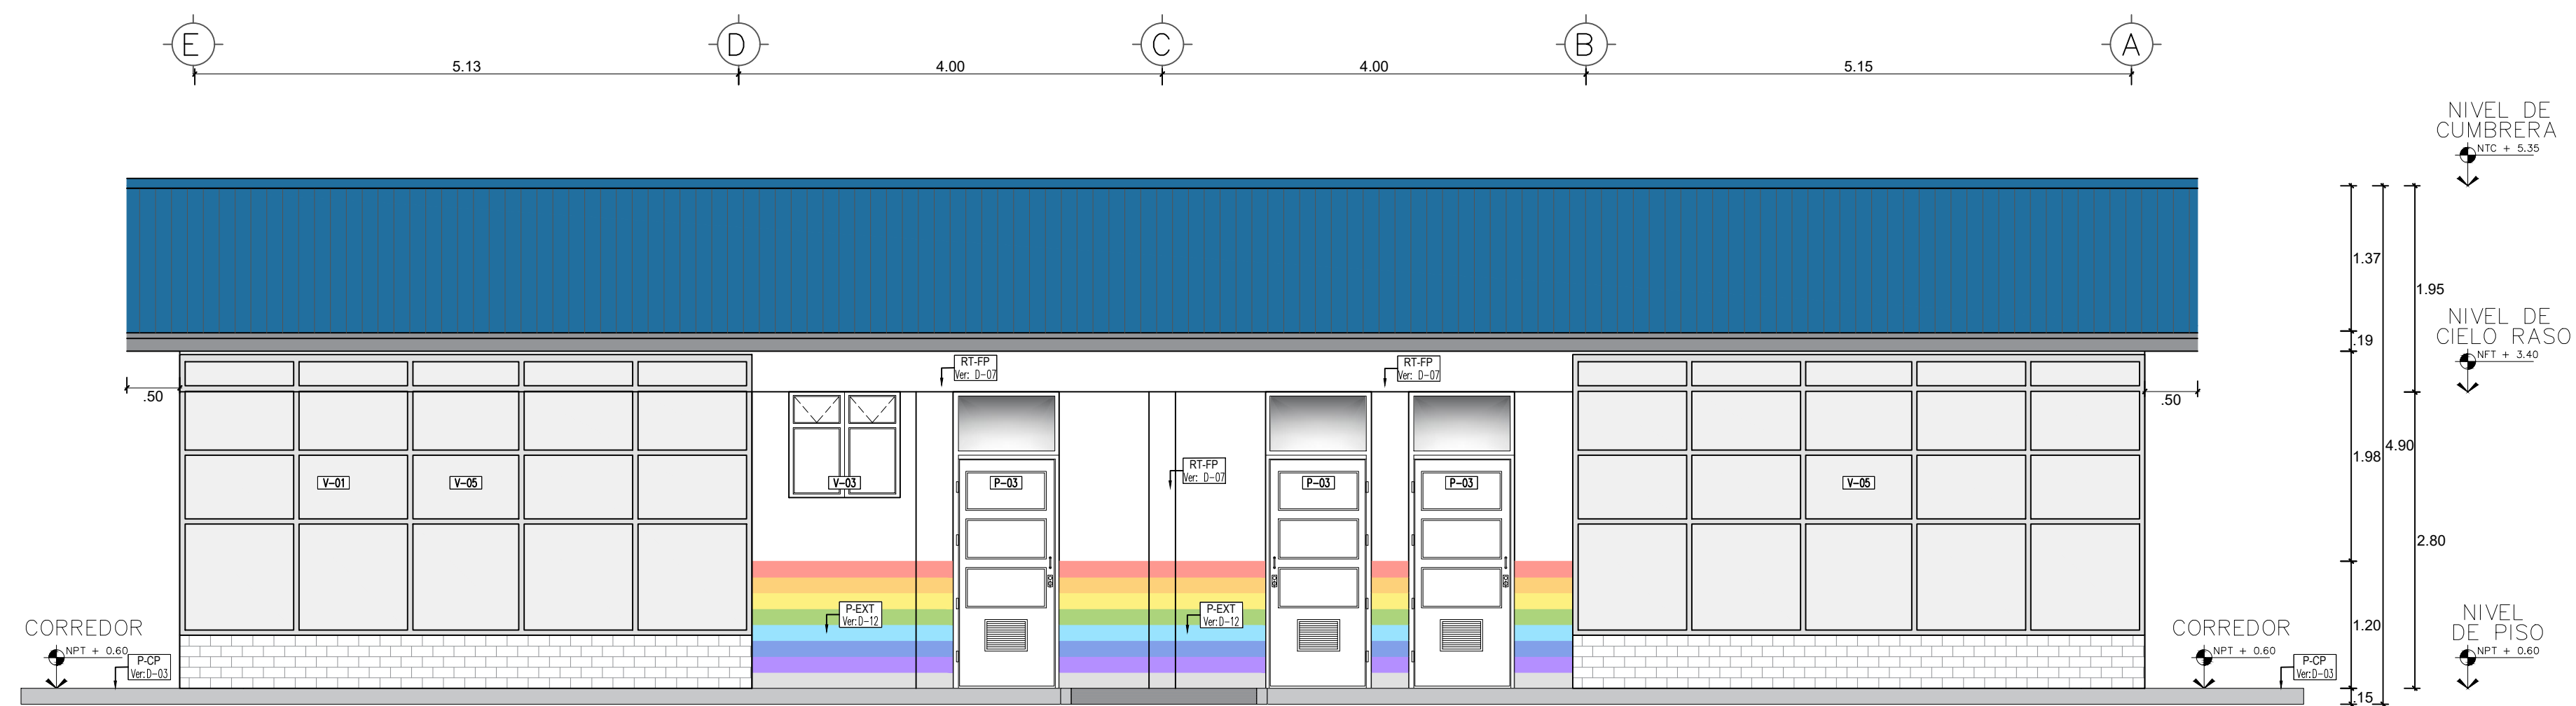 E
D
C
B
A
5.13
4.00
4.00
5.15
NIVEL DE
CUMBRERA
NTC + 5.35
1.37
1.95
NIVEL DE
CIELO RASO
NFT + 3.40
.19
RT-FP
Ver: D-07
RT-FP
Ver: D-07
.50
.50
4.90
1.98
RT-FP
Ver: D-07
V-01
V-05
V-03
P-03
P-03
P-03
V-05
2.80
P-EXT
Ver:D-12
P-EXT
Ver:D-12
1.20
CORREDOR
NPT + 0.60
P-CP
Ver:D-03
CORREDOR
NPT + 0.60
P-CP
Ver:D-03
NIVEL
DE PISO
NPT + 0.60
.15